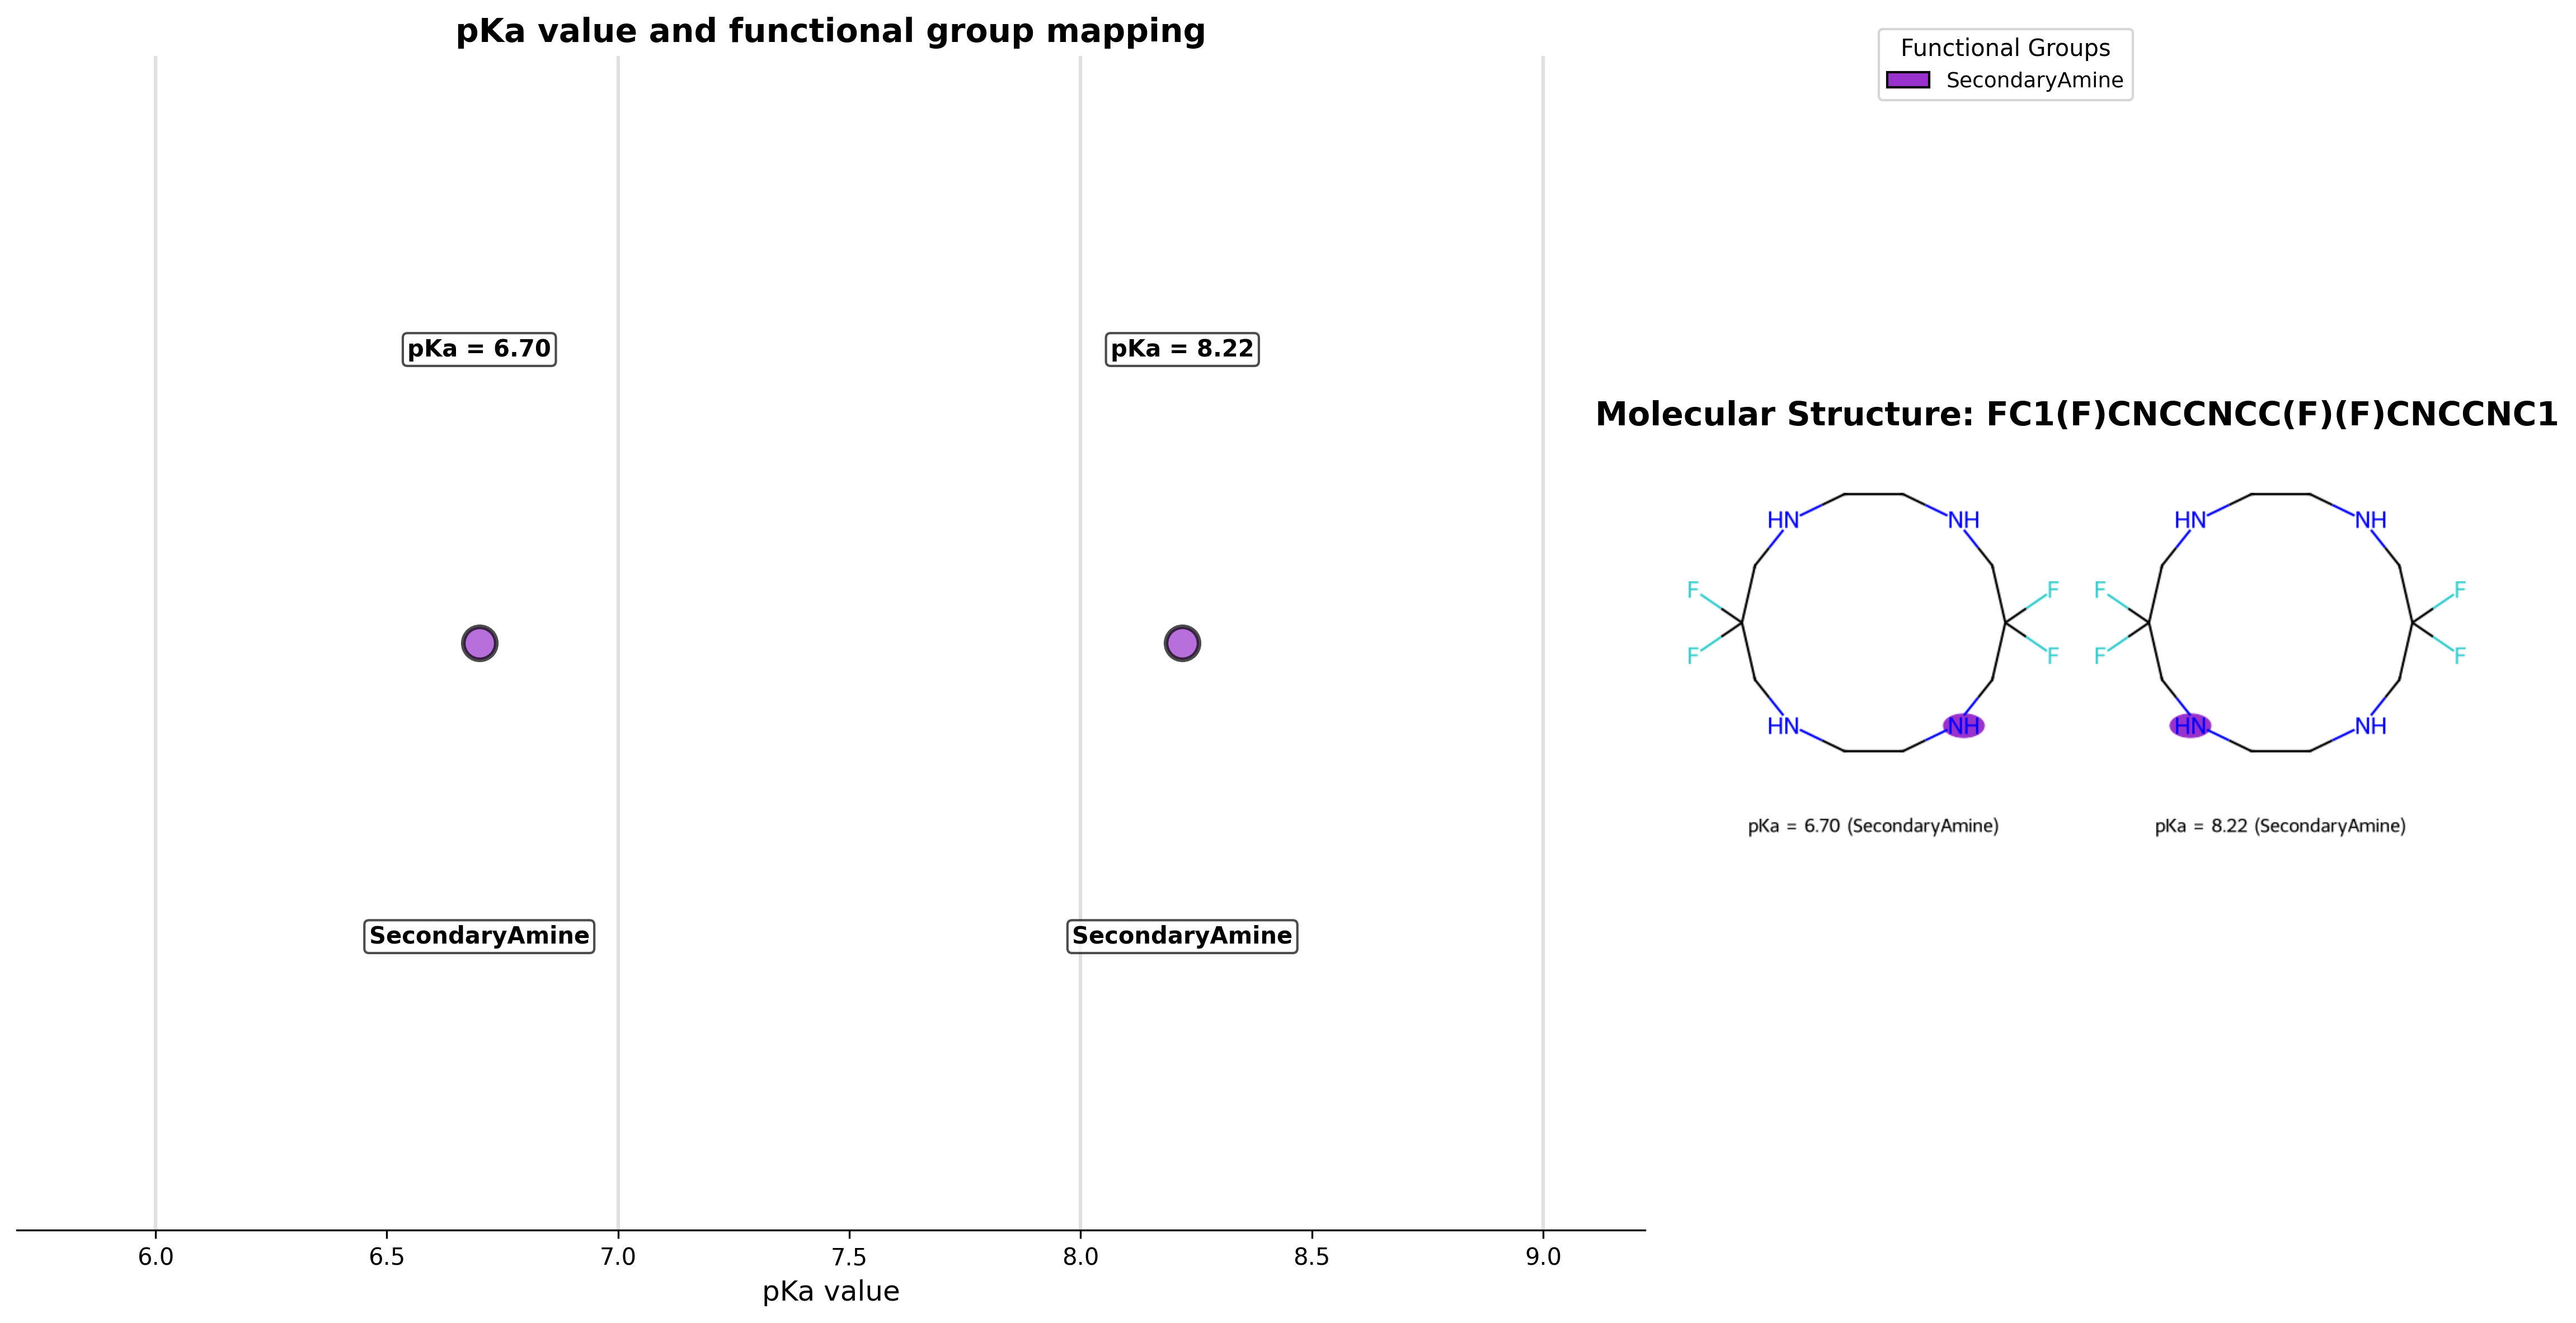 pKa value and functional group mapping
pKa = 6.70
pKa = 8.22
SecondaryAmine
SecondaryAmine
6.0
6.5
7.0
7.5
8.0
8.5
9.0
pKa value
Functional Groups
SecondaryAmine
Molecular Structure: FC1(F)CNCCNCC(F)(F)CNCCNC1
HN NH HN NH
F F F F
F F F F
HN NH HN NH
pKa = 6.70 (SecondaryAmine)
pKa = 8.22 (SecondaryAmine)